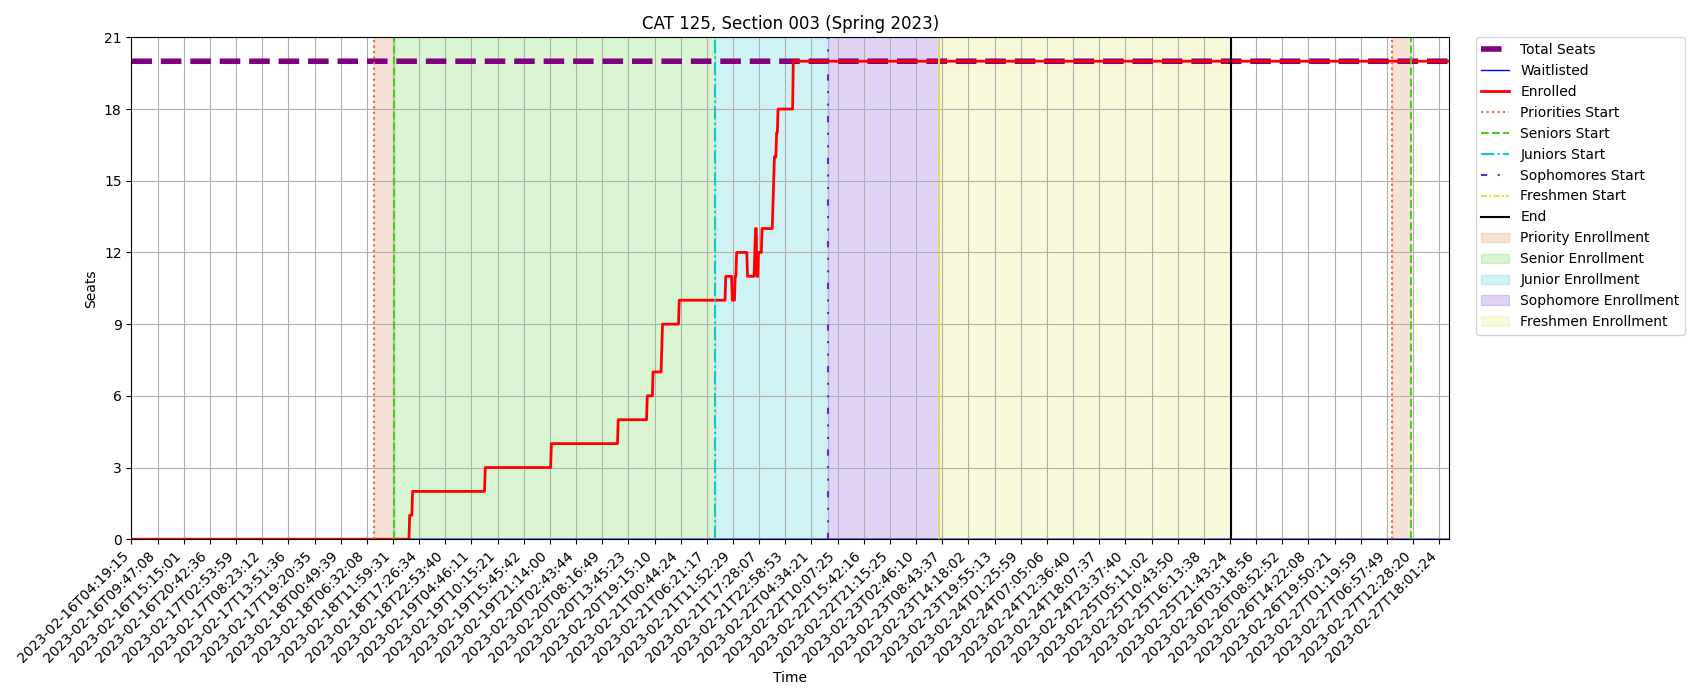 CAT 125, Section 003 (Spring 2023)
Seats
21
18
15
12
9
6
3
0
2023-02-16T04:19:15
2023-02-16T09:47:08
2023-02-16T15:15:01
2023-02-16T20:42:36
2023-02-17T02:53:59
2023-02-17T08:23:12
2023-02-17T13:51:36
2023-02-17T19:20:35
2023-02-18T00:49:39
2023-02-18T06:32:08
2023-02-18T11:59:31
2023-02-18T17:26:34
2023-02-18T22:53:40
2023-02-19T04:46:11
2023-02-19T10:15:21
2023-02-19T15:45:42
2023-02-19T21:14:00
2023-02-20T02:43:44
2023-02-20T08:16:49
2023-02-20T13:45:23
2023-02-20T19:15:10
2023-02-21T00:44:24
2023-02-21T06:21:17
2023-02-21T11:52:29
2023-02-21T17:28:07
2023-02-21T22:58:53
2023-02-22T04:34:21
2023-02-22T10:07:25
2023-02-22T15:42:16
2023-02-22T21:15:25
2023-02-23T02:46:10
2023-02-23T08:43:37
2023-02-23T14:18:02
2023-02-23T19:55:13
2023-02-24T01:25:59
2023-02-24T07:05:06
2023-02-24T12:36:40
2023-02-24T18:07:37
2023-02-24T23:37:40
2023-02-25T05:11:02
2023-02-25T10:43:50
2023-02-25T16:13:38
2023-02-25T21:43:24
2023-02-26T03:18:56
2023-02-26T08:52:52
2023-02-26T14:22:08
2023-02-26T19:50:21
2023-02-27T01:19:59
2023-02-27T06:57:49
2023-02-27T12:28:20
2023-02-27T18:01:24
Time
Total Seats
Waitlisted
Enrolled
Priorities Start
Seniors Start
Juniors Start
Sophomores Start
Freshmen Start
End
Priority Enrollment
Senior Enrollment
Junior Enrollment
Sophomore Enrollment
Freshmen Enrollment